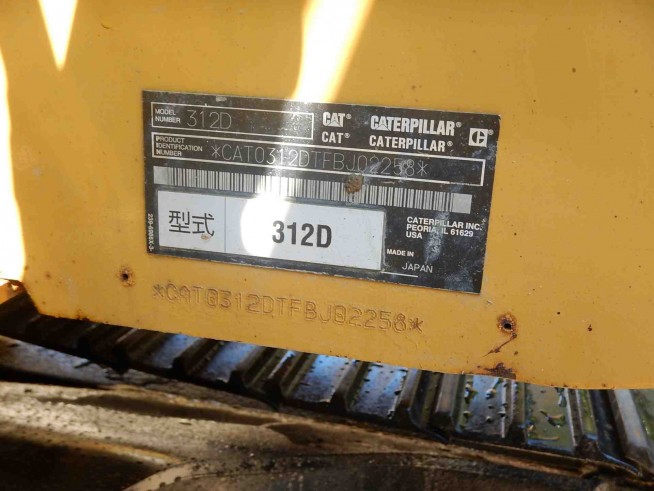 MODEL NUMBER 312D
CAT CATERPILLAR
CAT CATERPILLAR
PRODUCT IDENTIFICATION NUMBER *CAT0312DTFBJ02258*
型式 312D
CATERPILLAR INC.
PEORIA, IL 61629
USA
MADE IN
JAPAN
*CAT0312DTFBJ02258*